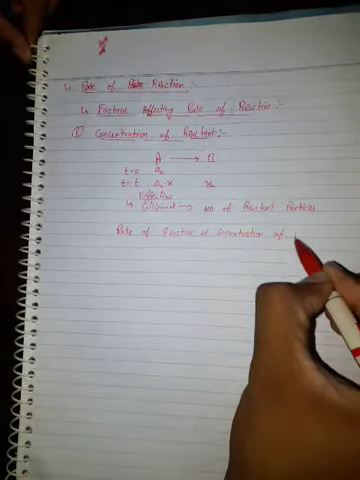 ↳ Rate of Reaction :-
↳ Factors Affecting Rate of Reaction :-
① Concentration of Reactant :-
A ⟶ B
t=0 a₀
t=t a₀-x x
Effective
↳ Collisions ⟶ no of Reactant Particles
Rate of Reaction ∝ Concentration of